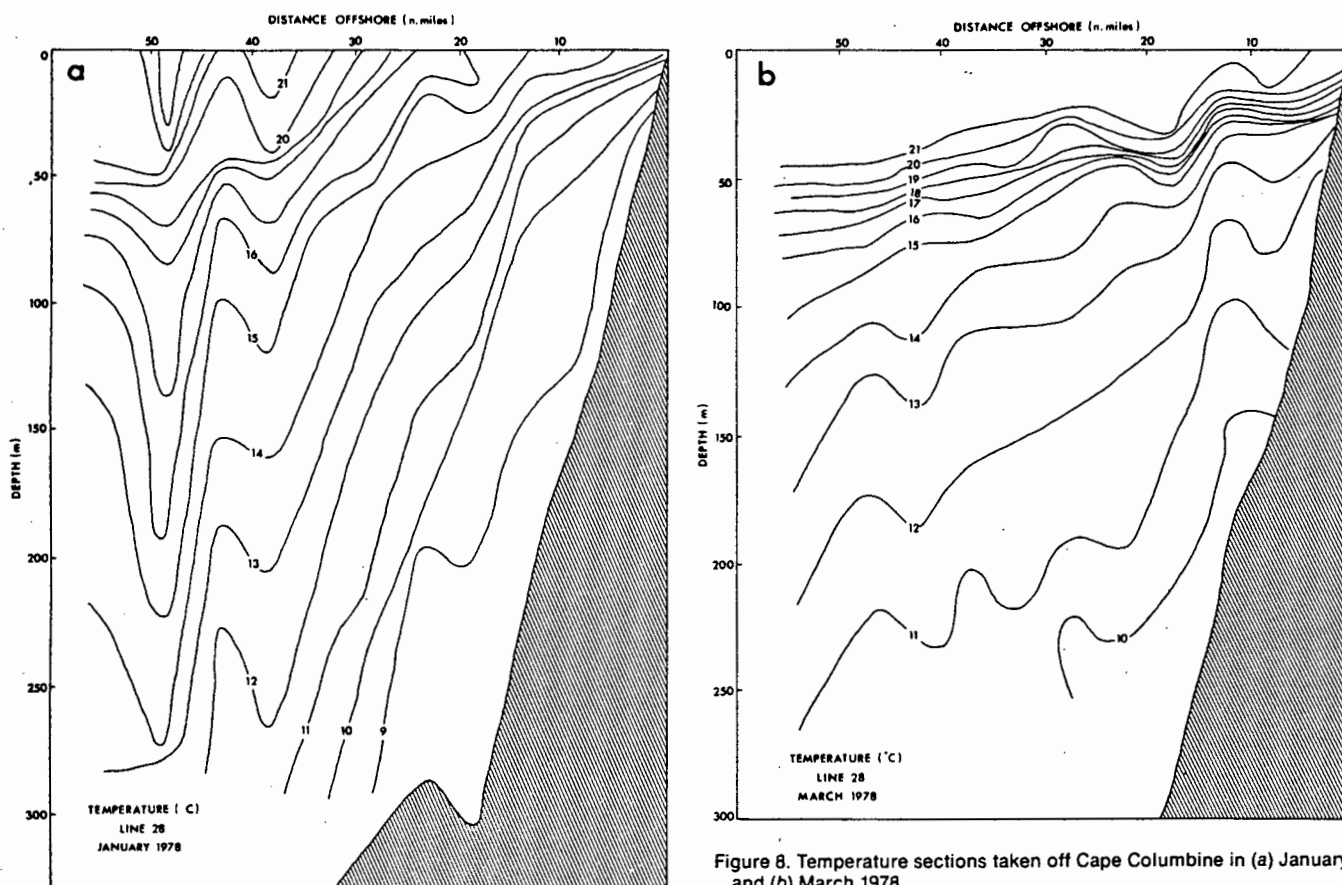 DISTANCE OFFSHORE (n.miles)
50 40 30 20 10
a
0
50
100
150
200
250
300
DEPTH (m)
21
20
16
15
14
13
12
11 10 9
TEMPERATURE ( C)
LINE 28
JANUARY 1978
DISTANCE OFFSHORE (n.miles)
50 40 30 20 10
b
0
50
100
150
200
250
300
DEPTH (m)
21
20
19
18
17
16
15
14
13
12
11
10
TEMPERATURE (°C)
LINE 28
MARCH 1978
Figure 8. Temperature sections taken off Cape Columbine in (a) January
and (b) March 1978